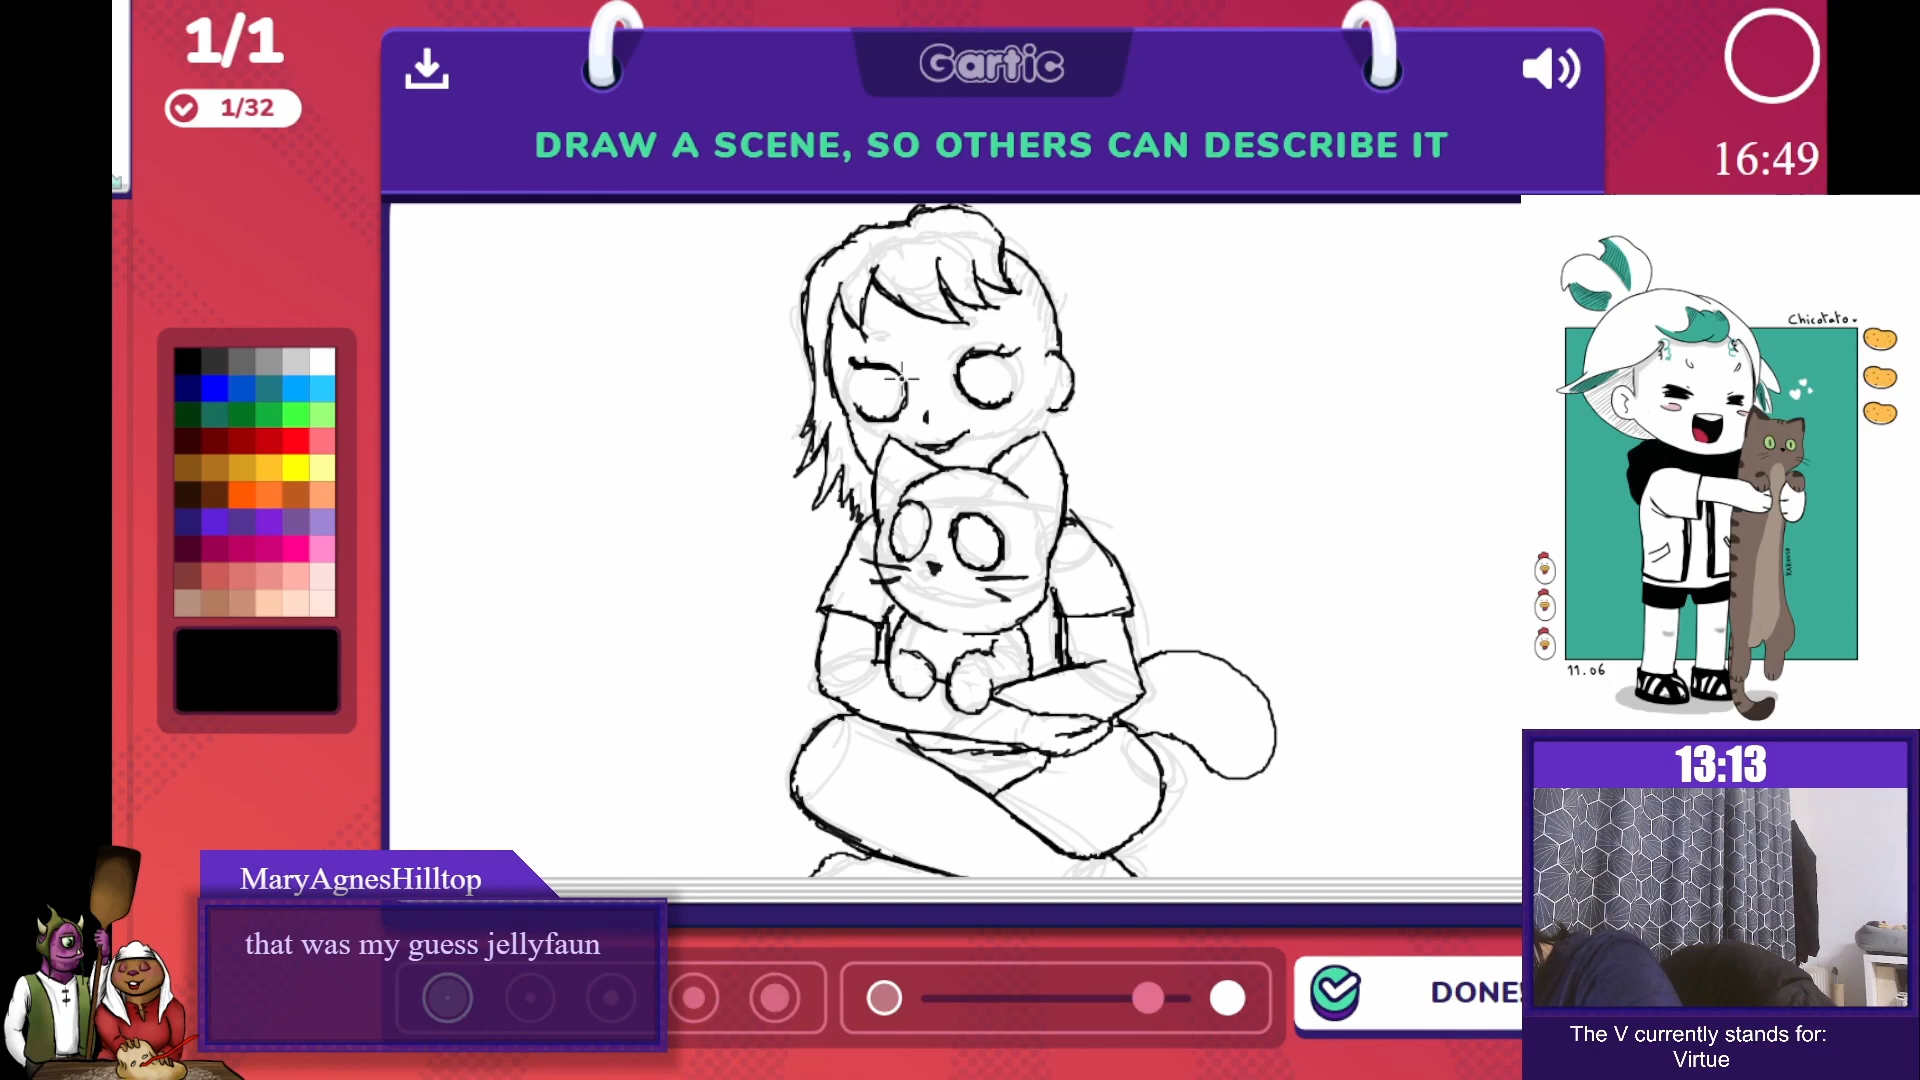 1/1
1/32
Gartic
DRAW A SCENE, SO OTHERS CAN DESCRIBE IT
16:49
Chicotato.
11.06
13:13
MaryAgnesHilltop
that was my guess jellyfaun
DONE!
The V currently stands for:
Virtue